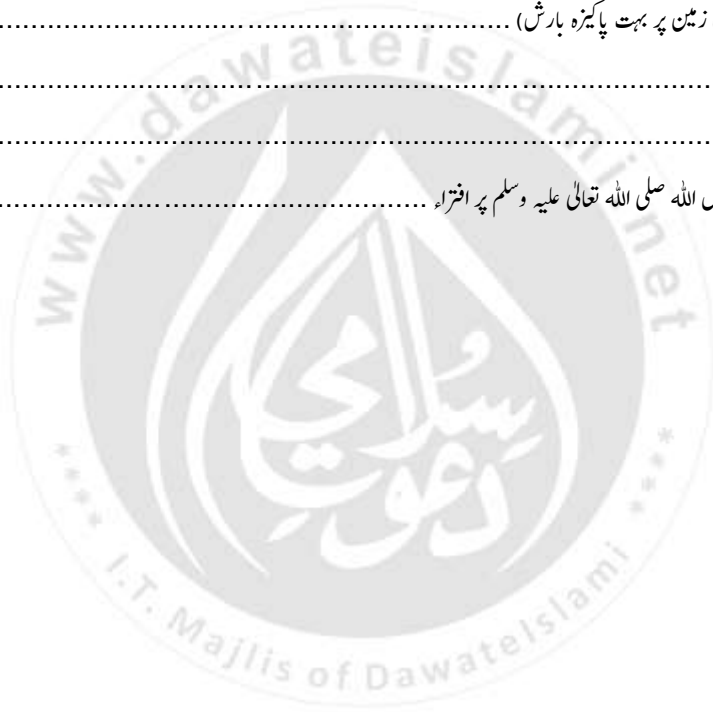 زمین پر بہت پاکیزہ بارش) ........................................................................
........................................................................
........................................................................
اللہ صلی اللہ تعالٰی علیہ وسلم پر افتراء ........................................................................
www.dawateislami.net
دعوتِ اسلامی
**** I.T. Majlis of DawateIslami ****